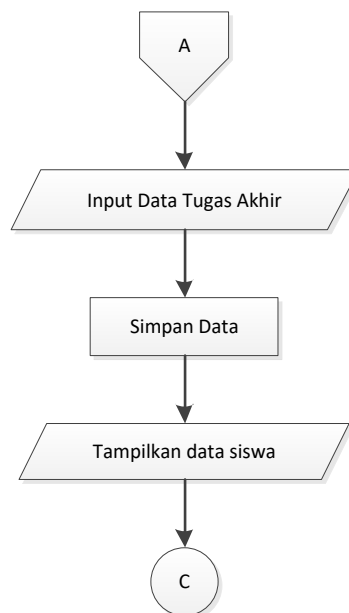 A
Input Data Tugas Akhir
Simpan Data
Tampilkan data siswa
C